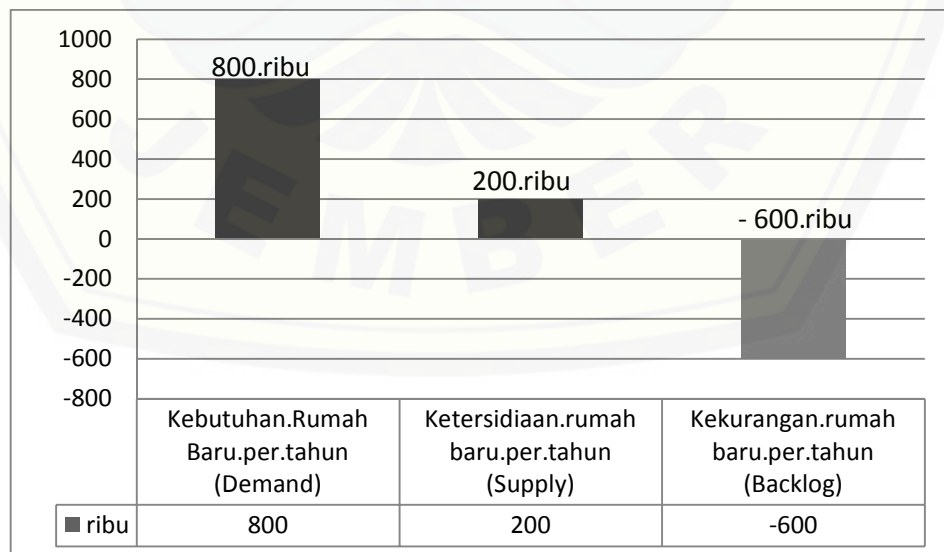 1000
800
600
400
200
0
-200
-400
-600
-800
800.ribu
200.ribu
- 600.ribu
Kebutuhan.Rumah
Baru.per.tahun
(Demand)
Ketersidiaan.rumah
baru.per.tahun
(Supply)
Kekurangan.rumah
baru.per.tahun
(Backlog)
ribu 800 200 -600
JEMBER